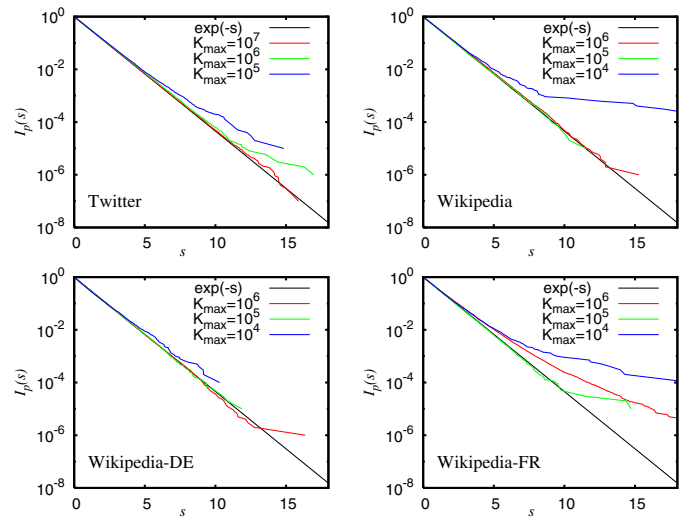 10^0
10^-2
10^-4
10^-6
10^-8
I_p(s)
exp(-s)
K_max=10^7
K_max=10^6
K_max=10^5
Twitter
0 5 10 15
s
10^0
10^-2
10^-4
10^-6
10^-8
I_p(s)
exp(-s)
K_max=10^6
K_max=10^5
K_max=10^4
Wikipedia
0 5 10 15
s
10^0
10^-2
10^-4
10^-6
10^-8
I_p(s)
exp(-s)
K_max=10^6
K_max=10^5
K_max=10^4
Wikipedia-DE
0 5 10 15
s
10^0
10^-2
10^-4
10^-6
10^-8
I_p(s)
exp(-s)
K_max=10^6
K_max=10^5
K_max=10^4
Wikipedia-FR
0 5 10 15
s